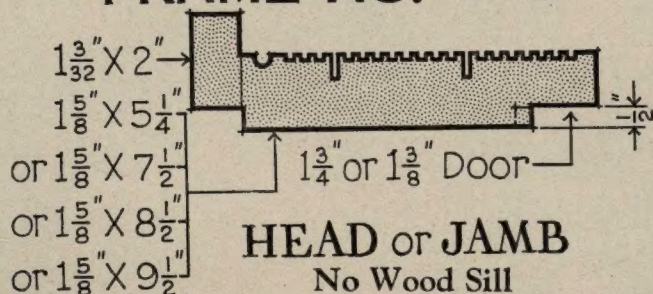 1 3/32" X 2"
1 5/8" X 5 1/4"
or 1 5/8" X 7 1/2"
or 1 5/8" X 8 1/2"
or 1 5/8" X 9 1/2"
1 3/4" or 1 3/8" Door
1/2"
HEAD or JAMB
No Wood Sill